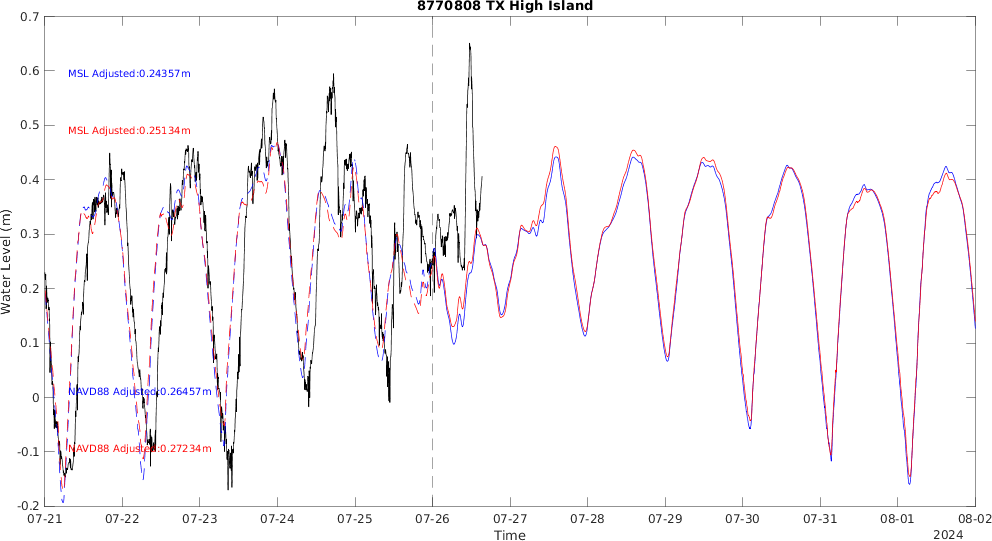 8770808 TX High Island
0.7
0.6
0.5
0.4
0.3
0.2
0.1
0
-0.1
-0.2
Water Level (m)
MSL Adjusted:0.24357m
MSL Adjusted:0.25134m
NAVD88 Adjusted:0.26457m
NAVD88 Adjusted:0.27234m
07-21 07-22 07-23 07-24 07-25 07-26 07-27 07-28 07-29 07-30 07-31 08-01 08-02
Time
2024